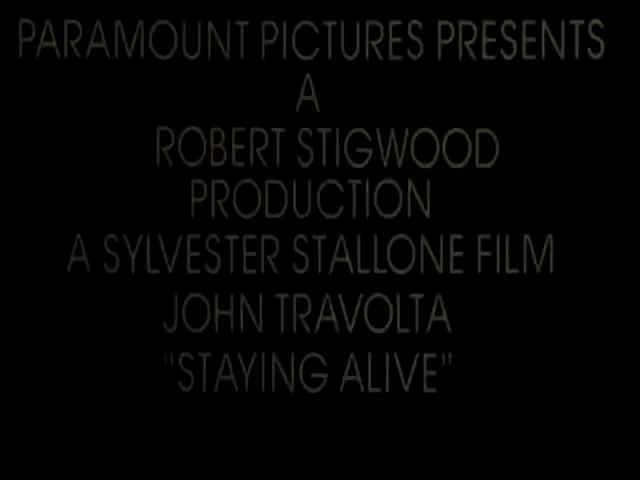 PARAMOUNT PICTURES PRESENTS
A
ROBERT STIGWOOD
PRODUCTION
A SYLVESTER STALLONE FILM
JOHN TRAVOLTA
"STAYING ALIVE"